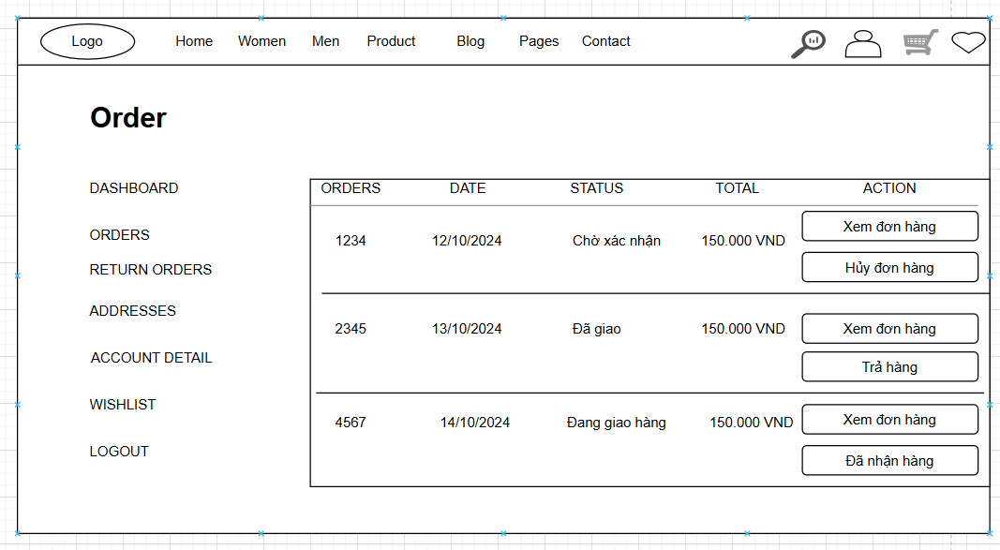 Logo Home Women Men Product Blog Pages Contact
Order
DASHBOARD
ORDERS
RETURN ORDERS
ADDRESSES
ACCOUNT DETAIL
WISHLIST
LOGOUT
ORDERS DATE STATUS TOTAL ACTION
1234 12/10/2024 Chờ xác nhận 150.000 VND
Xem đơn hàng
Hủy đơn hàng
2345 13/10/2024 Đã giao 150.000 VND
Xem đơn hàng
Trả hàng
4567 14/10/2024 Đang giao hàng 150.000 VND
Xem đơn hàng
Đã nhận hàng